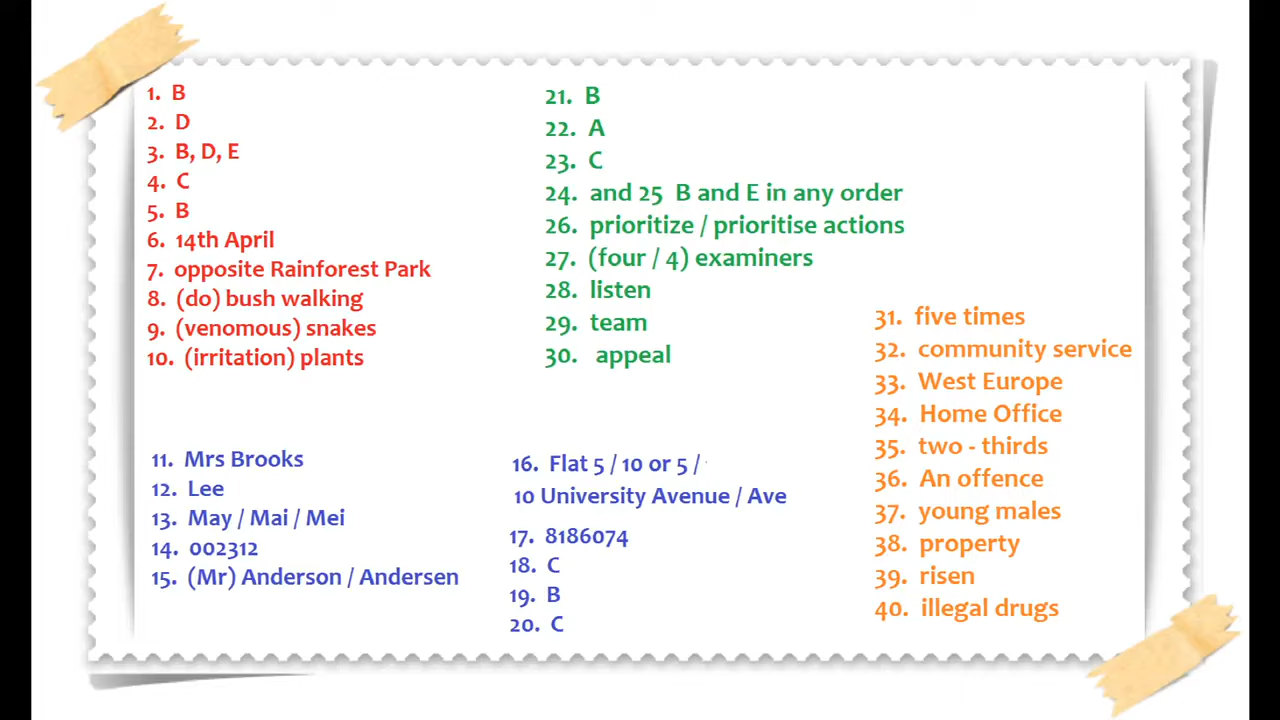 1. B
2. D
3. B, D, E
4. C
5. B
6. 14th April
7. opposite Rainforest Park
8. (do) bush walking
9. (venomous) snakes
10. (irritation) plants
11. Mrs Brooks
12. Lee
13. May / Mai / Mei
14. 002312
15. (Mr) Anderson / Andersen
16. Flat 5 / 10 or 5 /
10 University Avenue / Ave
17. 8186074
18. C
19. B
20. C
21. B
22. A
23. C
24. and 25 B and E in any order
26. prioritize / prioritise actions
27. (four / 4) examiners
28. listen
29. team
30. appeal
31. five times
32. community service
33. West Europe
34. Home Office
35. two - thirds
36. An offence
37. young males
38. property
39. risen
40. illegal drugs